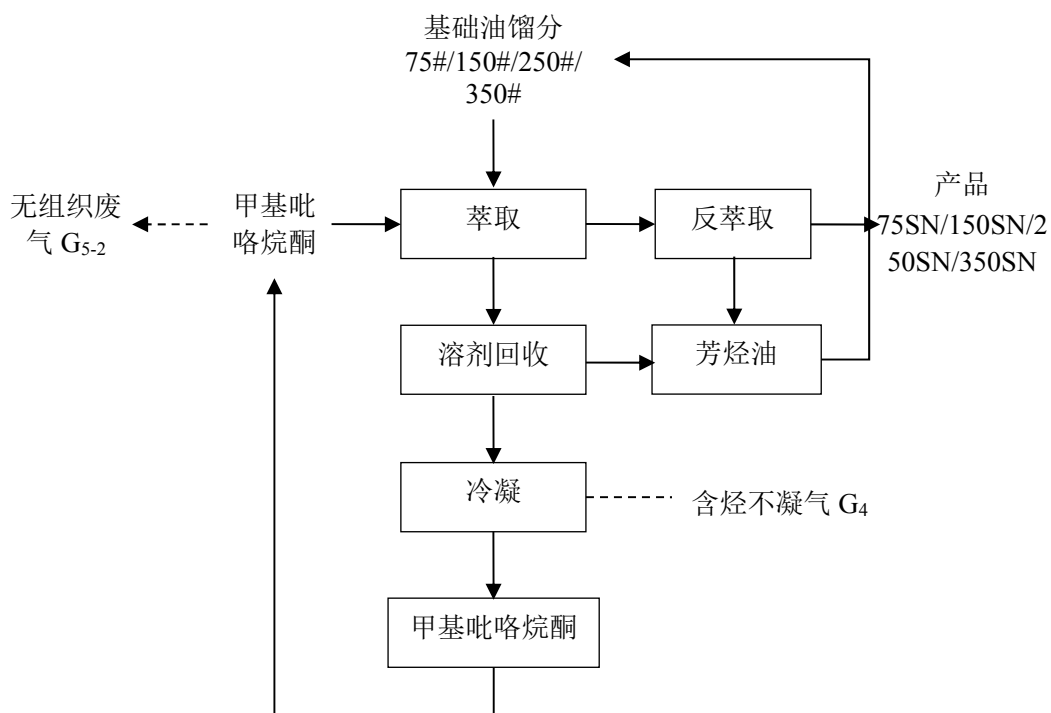 基础油馏分
75#/150#/250#/
350#
无组织废
气 G5-2
甲基吡
咯烷酮
萃取
反萃取
产品
75SN/150SN/2
50SN/350SN
溶剂回收
芳烃油
冷凝
含烃不凝气 G4
甲基吡咯烷酮